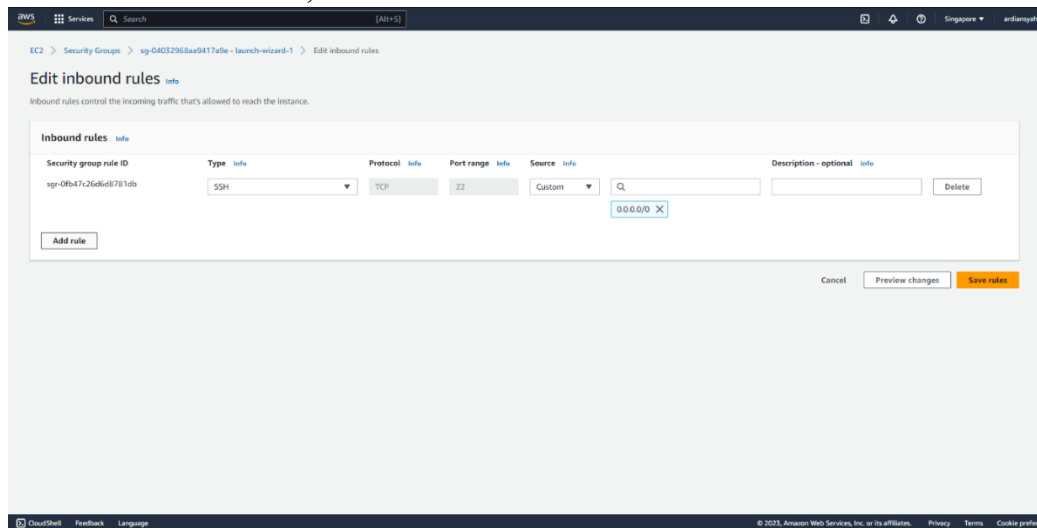 aws Services Search [Alt+S] Singapore ardiansyah
EC2 > Security Groups > sg-04032968aa9417a9e - launch-wizard-1 > Edit inbound rules
Edit inbound rules Info
Inbound rules control the incoming traffic that's allowed to reach the instance.
Inbound rules Info
Security group rule ID Type Info Protocol Info Port range Info Source Info Description - optional Info
sgr-0fb47c26d6d8781db SSH TCP 22 Custom Delete
0.0.0.0/0
Add rule
Cancel Preview changes Save rules
CloudShell Feedback Language © 2023, Amazon Web Services, Inc. or its affiliates. Privacy Terms Cookie prefe